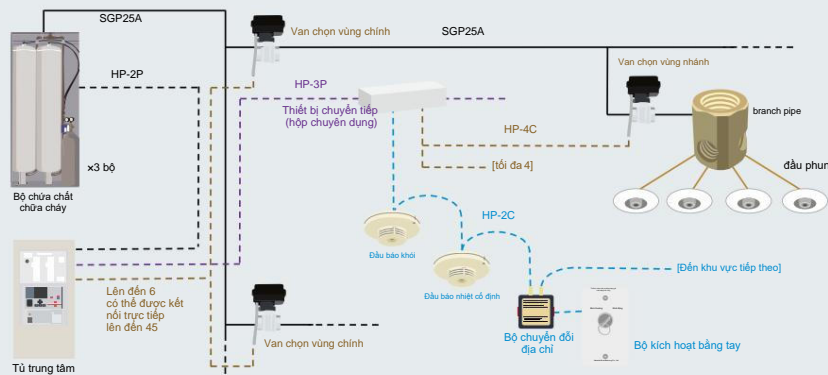 SGP25A
Van chọn vùng chính
SGP25A
Van chọn vùng nhánh
HP-2P
HP-3P
Thiết bị chuyển tiếp
(hộp chuyên dụng)
branch pipe
HP-4C
×3 bộ
[tối đa 4]
đầu phun
Bộ chứa chất
chữa cháy
HP-2C
Đầu báo khói
[Đến khu vực tiếp theo]
Lên đến 6
có thể được kết
nối trực tiếp
lên đến 45
Đầu báo nhiệt cố định
Van chọn vùng chính
Bộ chuyển đổi
địa chỉ
Bộ kích hoạt bằng tay
Tủ trung tâm